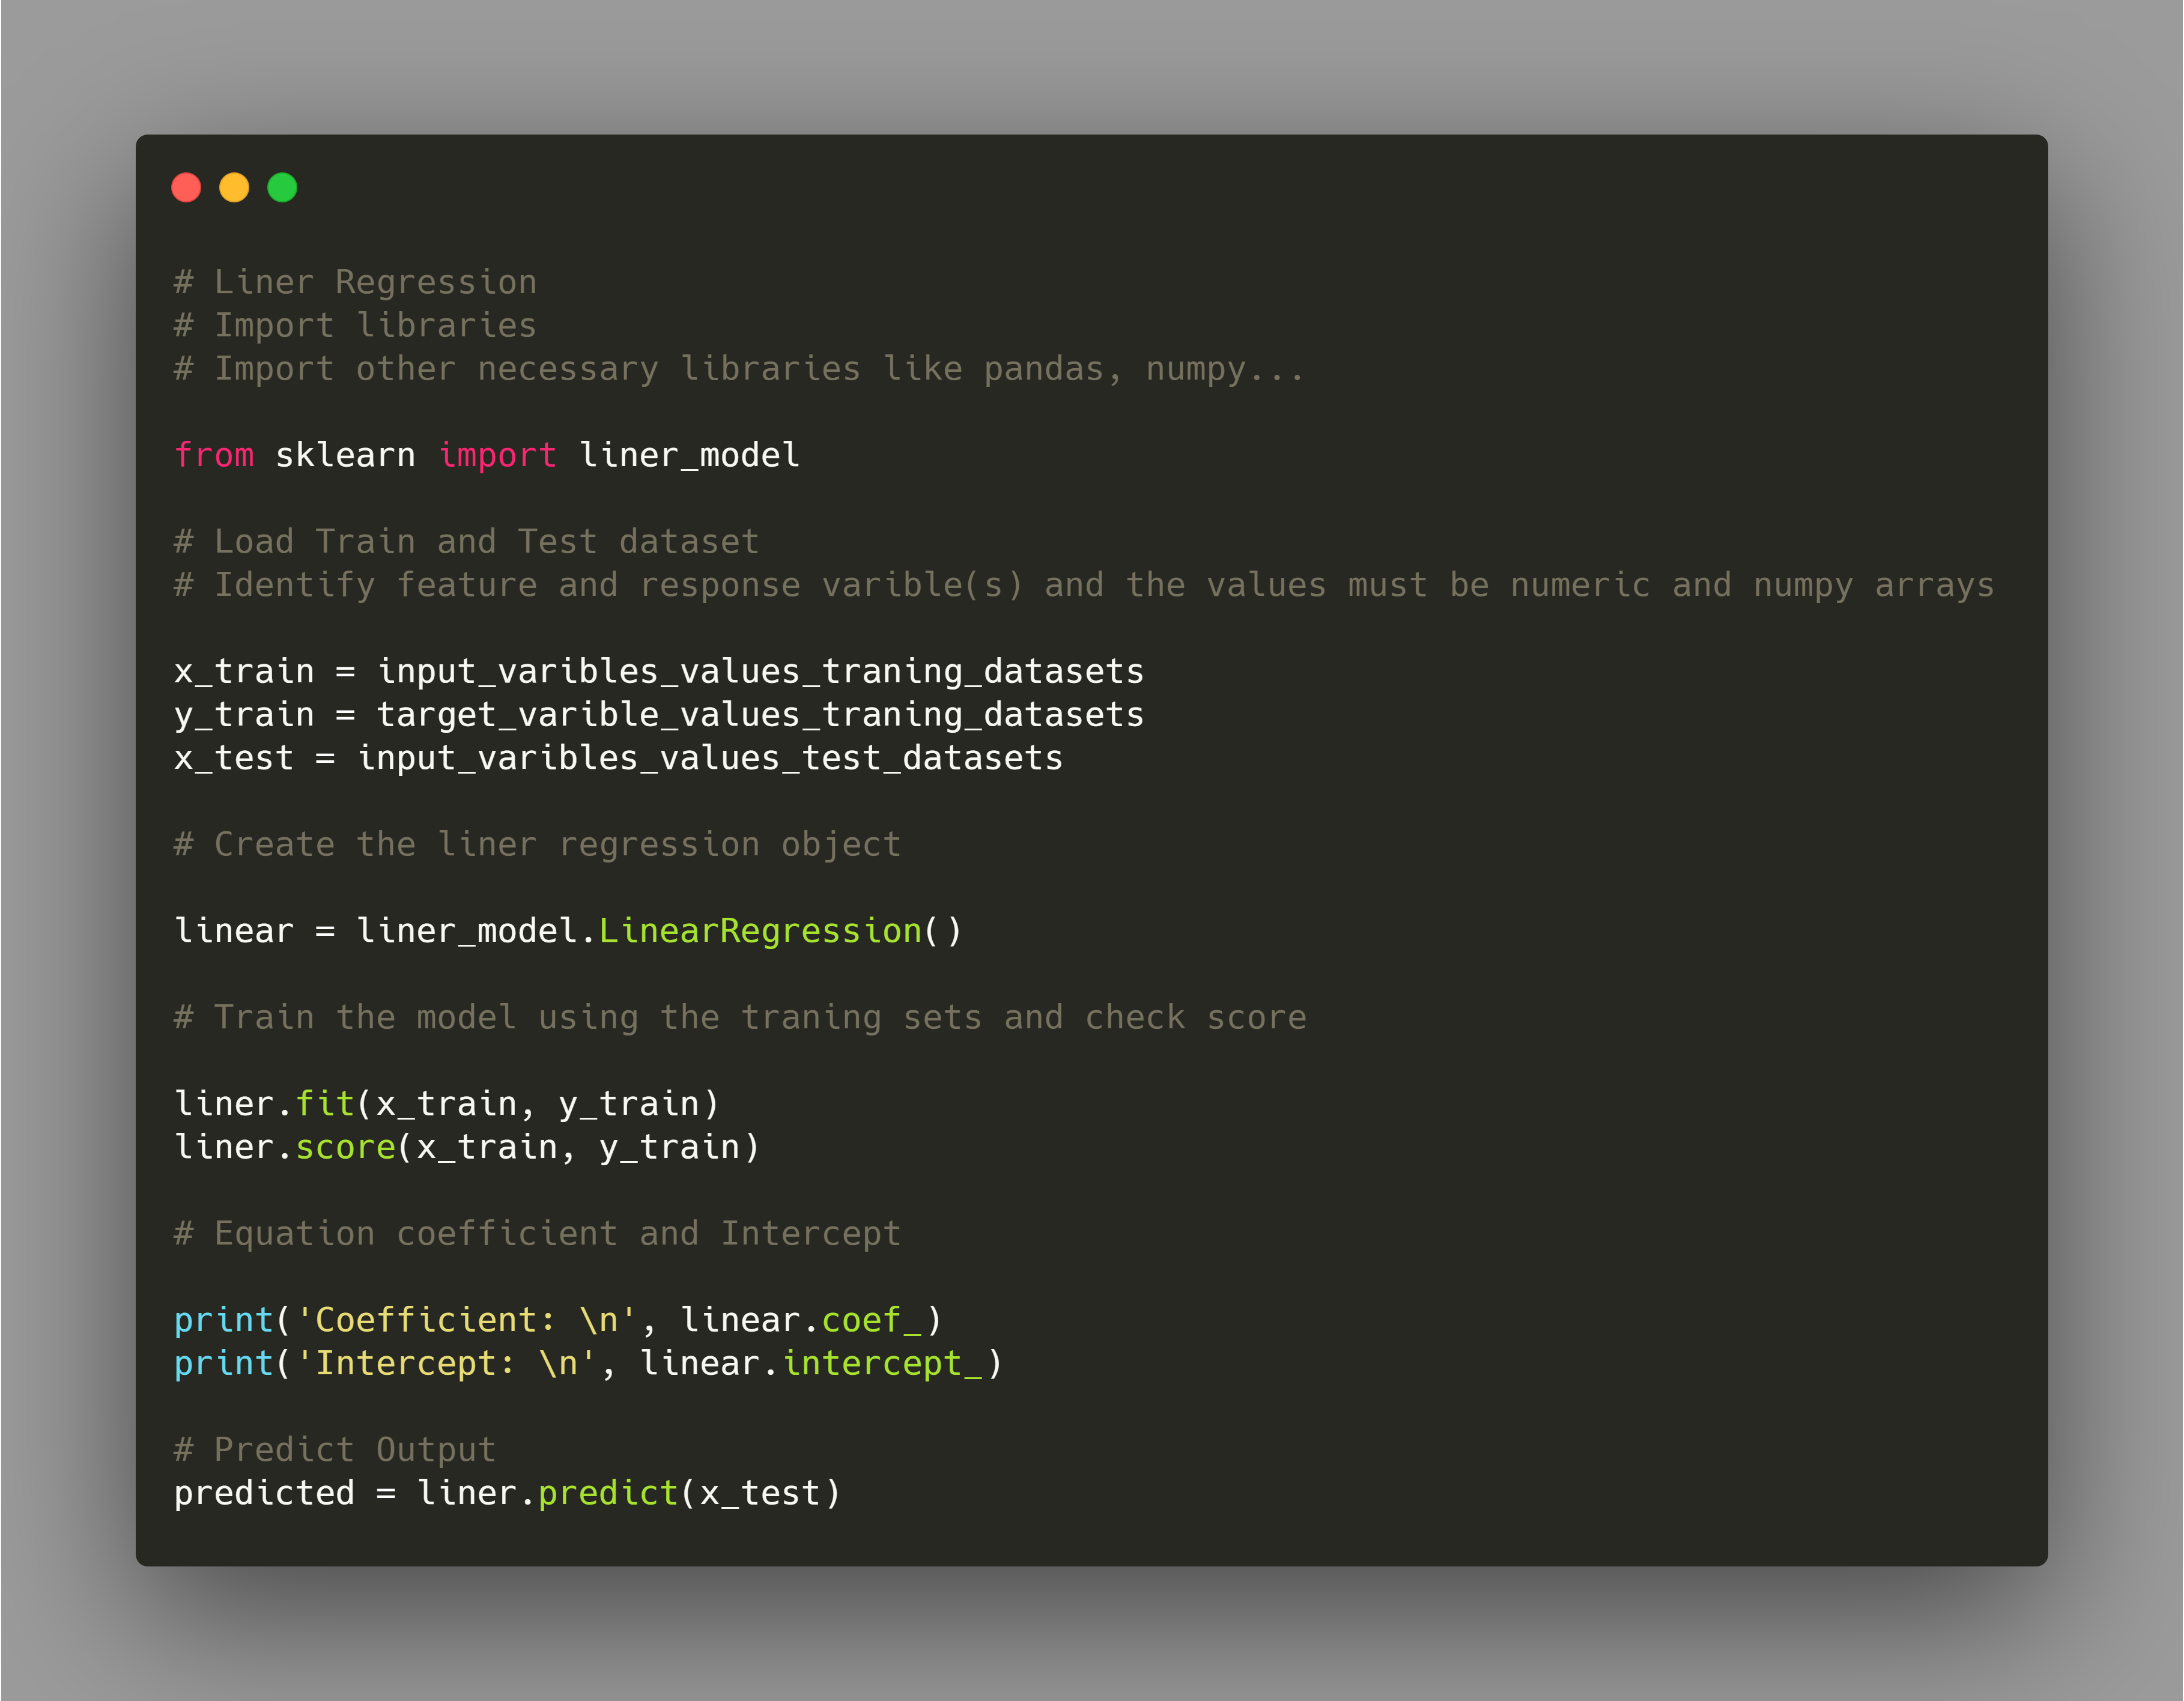 # Liner Regression
# Import libraries
# Import other necessary libraries like pandas, numpy...
from sklearn import liner_model
# Load Train and Test dataset
# Identify feature and response varible(s) and the values must be numeric and numpy arrays
x_train = input_varibles_values_traning_datasets
y_train = target_varible_values_traning_datasets
x_test = input_varibles_values_test_datasets
# Create the liner regression object
linear = liner_model.LinearRegression()
# Train the model using the traning sets and check score
liner.fit(x_train, y_train)
liner.score(x_train, y_train)
# Equation coefficient and Intercept
print('Coefficient: \n', linear.coef_)
print('Intercept: \n', linear.intercept_)
# Predict Output
predicted = liner.predict(x_test)